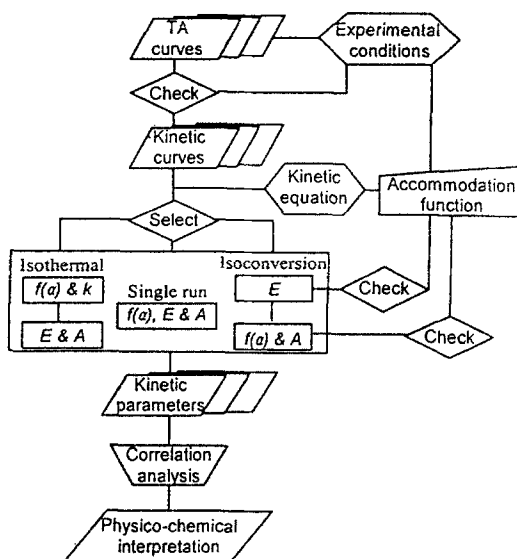 TA
curves
Experimental
conditions
Check
Kinetic
curves
Kinetic
equation
Accommodation
function
Select
Isothermal
f(α) & k
E & A
Single run
f(α), E & A
Isoconversion
E
f(α) & A
Check
Check
Kinetic
parameters
Correlation
analysis
Physico-chemical
interpretation